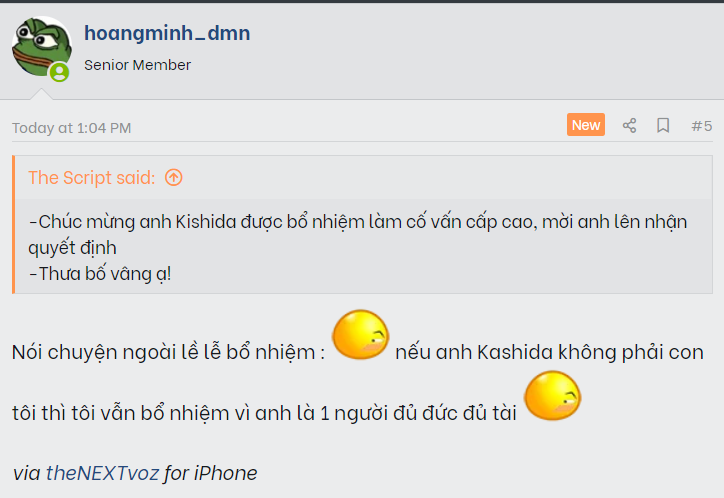 hoangminh_dmn
Senior Member
Today at 1:04 PM
New
#5
The Script said:
-Chúc mừng anh Kishida được bổ nhiệm làm cố vấn cấp cao, mời anh lên nhận
quyết định
-Thưa bố vâng ạ!
Nói chuyện ngoài lề lễ bổ nhiệm : nếu anh Kashida không phải con
tôi thì tôi vẫn bổ nhiệm vì anh là 1 người đủ đức đủ tài
via theNEXTvoz for iPhone